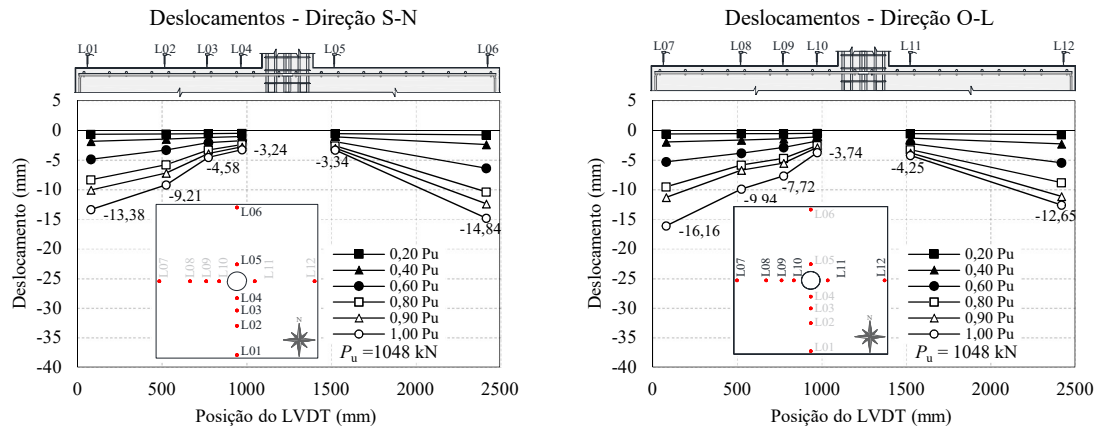 Deslocamentos - Direção S-N
L01 L02 L03 L04 L05 L06
5
0
-5
-10
-15
-20
-25
-30
-35
-40
Deslocamento (mm)
-3,24
-3,34
-4,58
-9,21
-13,38
-14,84
L06
L05
L07 L08 L09 L10 L11 L12
L04
L03
L02
L01
N
0,20 Pu
0,40 Pu
0,60 Pu
0,80 Pu
0,90 Pu
1,00 Pu
Pu =1048 kN
0 500 1000 1500 2000 2500
Posição do LVDT (mm)
Deslocamentos - Direção O-L
L07 L08 L09 L10 L11 L12
5
0
-5
-10
-15
-20
-25
-30
-35
-40
Deslocamento (mm)
-3,74
-4,25
-7,72
-9,94
-16,16
-12,65
L06
L05
L07 L08 L09 L10 L11 L12
L04
L03
L02
L01
N
0,20 Pu
0,40 Pu
0,60 Pu
0,80 Pu
0,90 Pu
1,00 Pu
Pu =1048 kN
0 500 1000 1500 2000 2500
Posição do LVDT (mm)